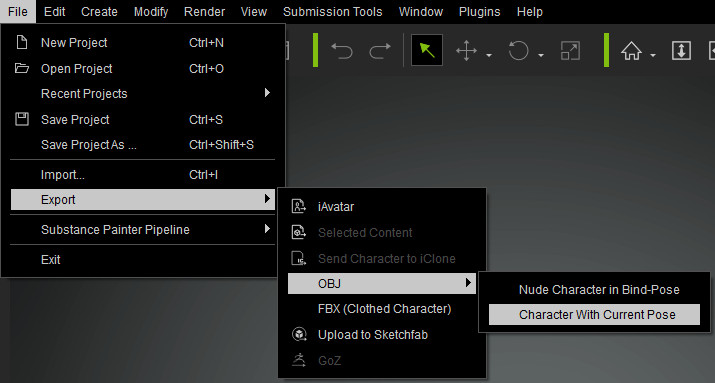 File Edit Create Modify Render View Submission Tools Window Plugins Help
New Project Ctrl+N
Open Project Ctrl+O
Recent Projects
Save Project Ctrl+S
Save Project As ... Ctrl+Shift+S
Import... Ctrl+I
Export
Substance Painter Pipeline
Exit
iAvatar
Selected Content
Send Character to iClone
OBJ
FBX (Clothed Character)
Upload to Sketchfab
GoZ
Nude Character in Bind-Pose
Character With Current Pose